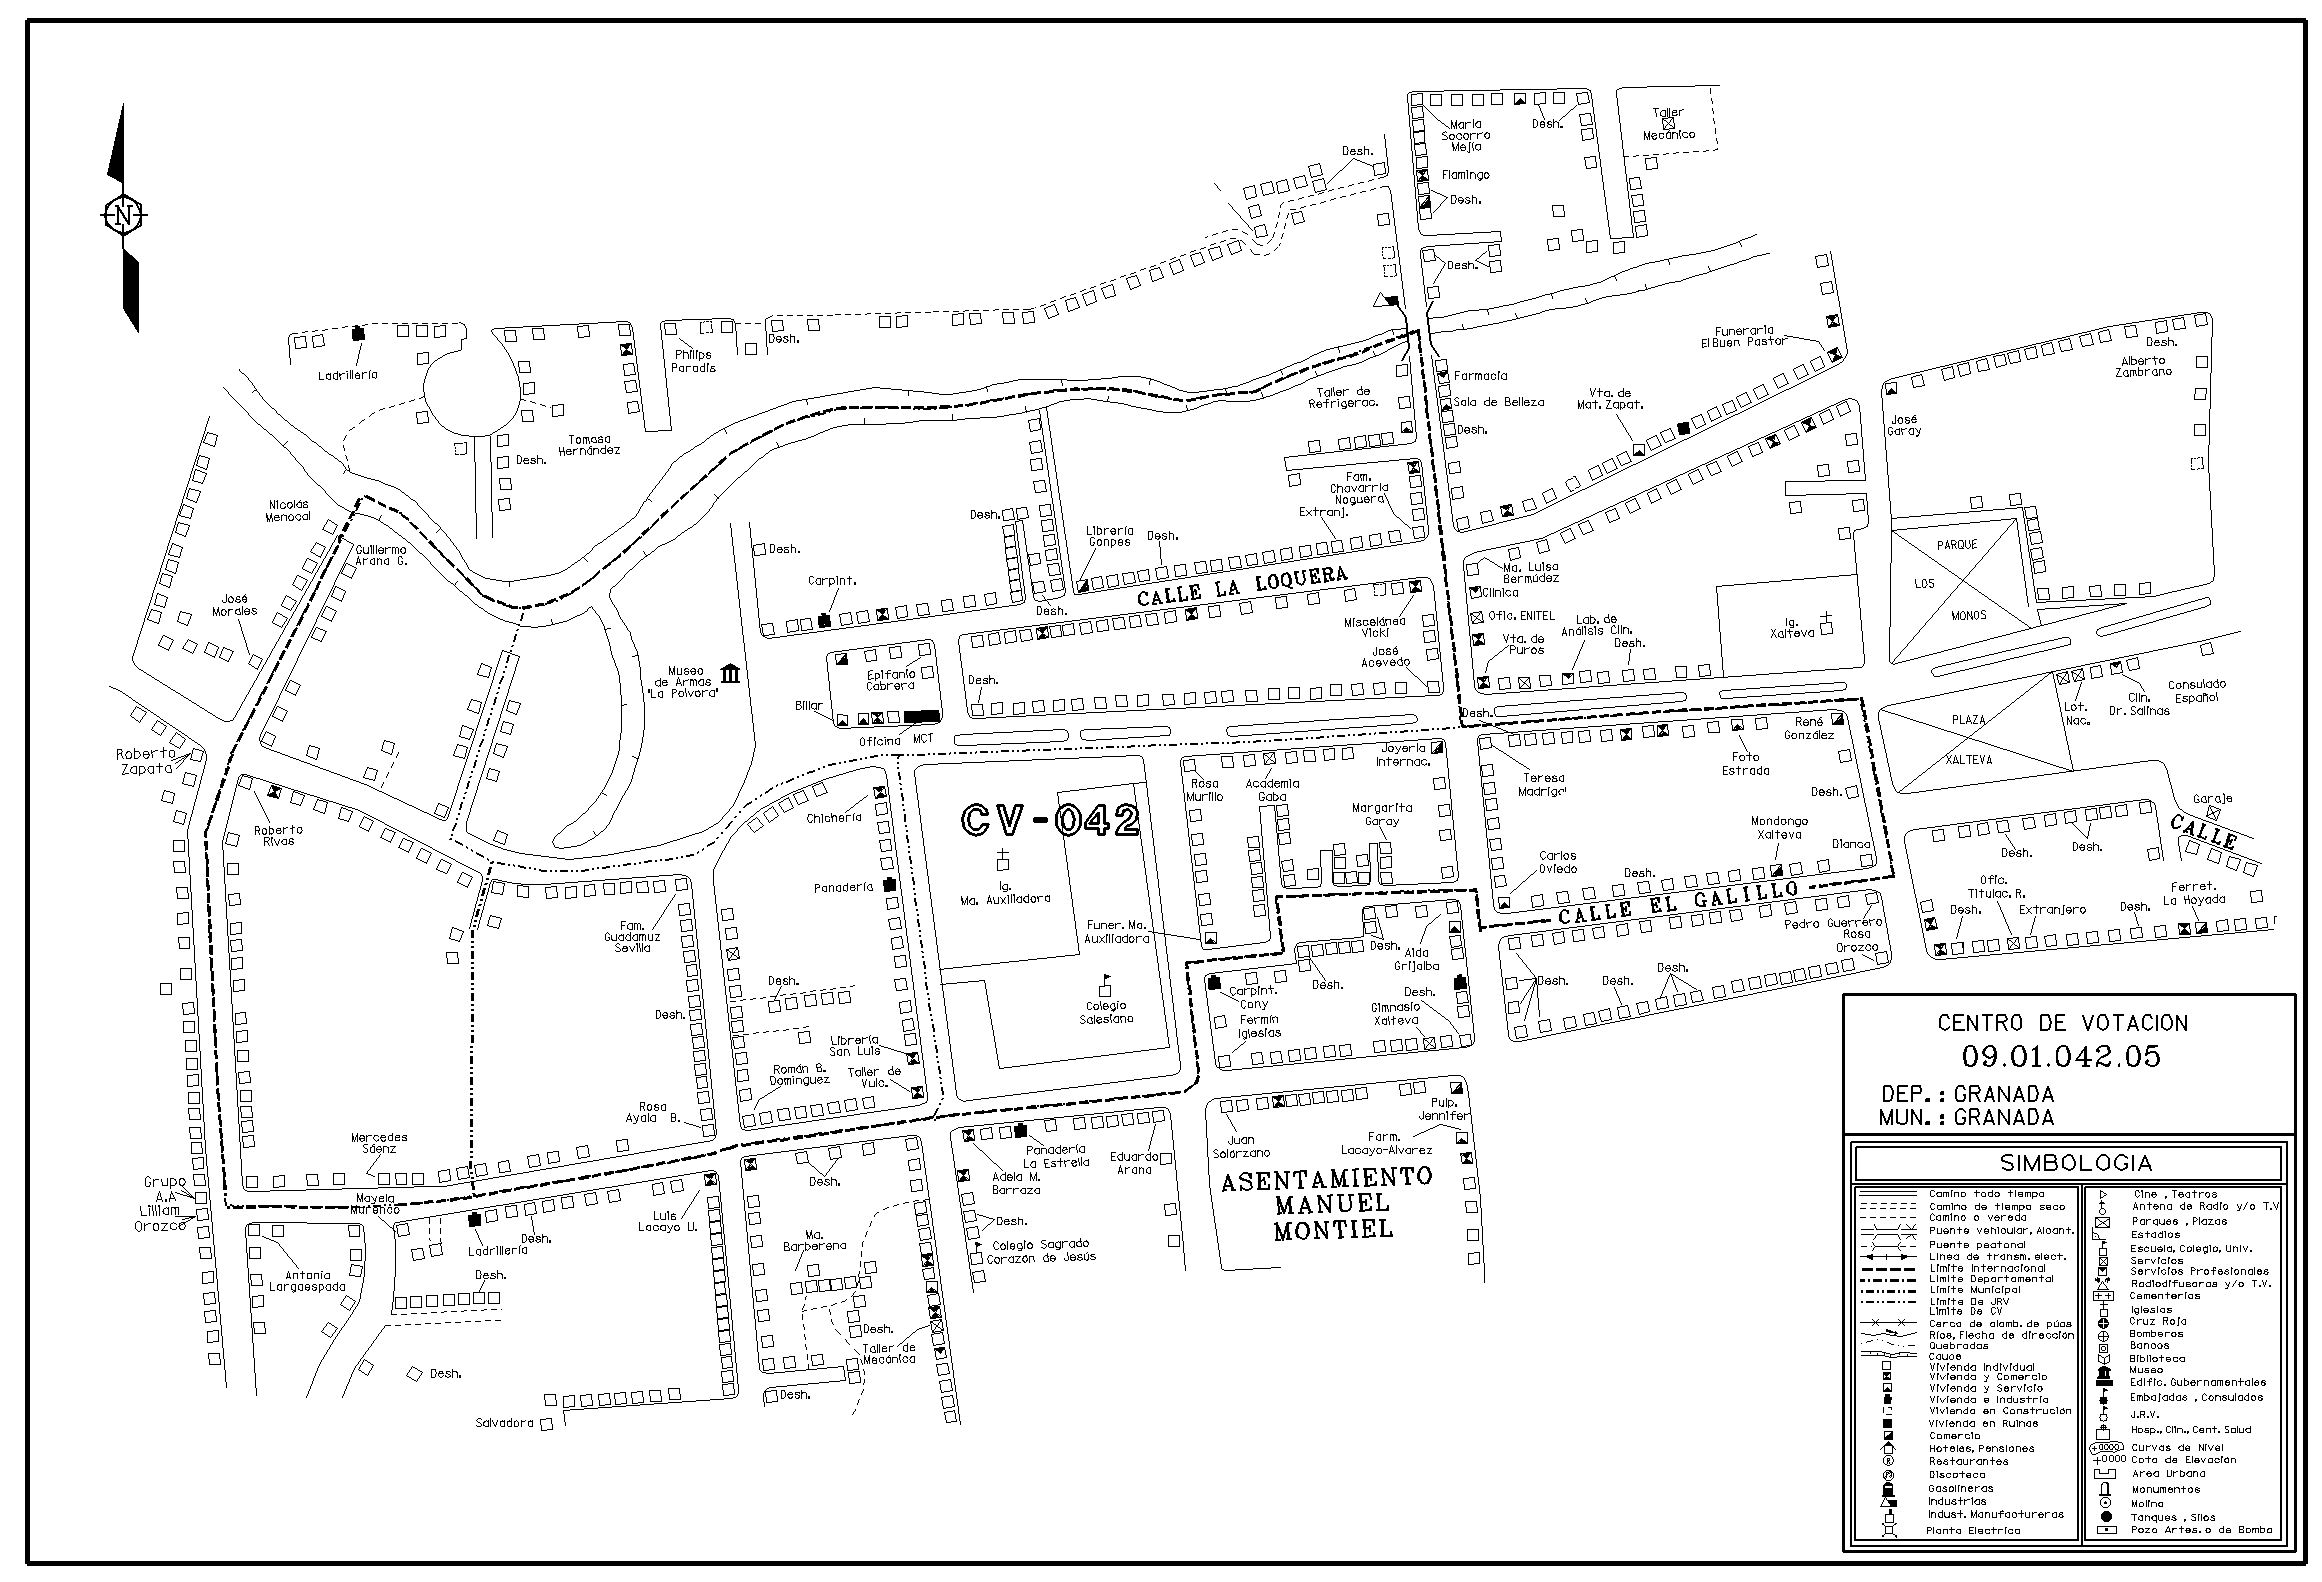 Taller
Mecánico
María
Socorro
Mejía
Desh.
Desh.
Flamingo
Desh.
Desh.
N
Funeraria
El Buen Pastor
Desh.
Alberto
Zambrano
Ladrillería
Philips
Paradis
Desh.
Farmacia
Sala de Belleza
Desh.
Taller de
Refrigerac.
Vta. de
Mat. Zapat.
José
Garay
Tomasa
Hernández
Desh.
Nicolás
Menocal
Guillermo
Arana G.
Desh.
Fam.
Chavarría
Noguera
Extranj.
Librería
Gonpes
Desh.
CALLE LA LOQUERA
PARQUE
LOS
MONOS
Desh.
Carpint.
Desh.
Ma. Luisa
Bermúdez
Clínica
Ofic. ENITEL
Vta. de
Puros
Lab. de
Análisis Clín.
Desh.
Ig.
Xalteva
José
Morales
Miscelánea
Vicki
José
Acevedo
Museo
de Armas
"La Polvora"
Epifanio
Cabrera
Desh.
Billar
Oficina MCT
Desh.
Lot.
Nac.
Clín.
Dr. Salinas
Consulado
Español
PLAZA
XALTEVA
René
González
Roberto
Zapata
Joyería
Internac.
Rosa
Murillo
Academia
Gaba
Teresa
Madrigal
Foto
Estrada
Desh.
Margarita
Garay
Chichería
CV-042
Roberto
Rivas
Mondongo
Xalteva
Blanca
Garaje
CALLE
Desh.
Desh.
Carlos
Oviedo
Desh.
Ig.
Ma. Auxiliadora
Panadería
CALLE EL GALILLO
Ofic.
Titulac. R.
Desh.
Extranjero
Desh.
Ferret.
La Hoyada
Fam.
Guadamuz
Sevilla
Funer. Ma.
Auxiliadora
Desh.
Aida
Grijalba
Pedro Guerrero
Rosa
Orozco
Desh.
Desh.
Carpint.
Cony
Fermín
Iglesias
Desh.
Gimnasio
Xalteva
Desh.
Desh.
Desh.
Colegio
Salesiano
Desh.
Librería
San Luis
Román B.
Domínguez
Taller de
Vulc.
Rosa
Ayala B.
Mercedes
Sáenz
CENTRO DE VOTACION
09.01.042.05
DEP. : GRANADA
MUN. : GRANADA
Pulp.
Jennifer
Juan
Solórzano
Farm.
Lacayo-Alvarez
Panadería
La Estrella
Eduardo
Arana
Adela M.
Barraza
ASENTAMIENTO
MANUEL
MONTIEL
Grupo
A.A
Lilliam
Orozco
Mayela
Murenco
Luis
Lacayo U.
Desh.
Desh.
Ladrillería
Desh.
Ma.
Barberena
Desh.
Colegio Sagrado
Corazón de Jesús
Antonia
Largaespada
Desh.
Desh.
Taller de
Mecánica
Desh.
Desh.
Salvadora
SIMBOLOGIA
Camino todo tiempo
Camino de tiempo seco
Camino o vereda
Puente vehicular, Alcant.
Puente peatonal
Línea de transm. elect.
Límite Internacional
Límite Departamental
Límite Municipal
Límite De JRV
Límite De CV
Cerca de alamb. de púas
Ríos, Flecha de dirección
Quebradas
Cauce
Vivienda Individual
Vivienda y Comercio
Vivienda y Servicio
Vivienda e Industria
Vivienda en Construción
Vivienda en Ruinas
Comercio
Hoteles, Pensiones
Restaurantes
Discoteca
Gasolineras
Industrias
Indust. Manufactureras
Planta Electrica
Cine , Teatros
Antena de Radio y/o T.V
Parques , Plazas
Estadios
Escuela, Colegio, Univ.
Servicios
Servicios Profesionales
Radiodifusoras y/o T.V.
Cementerios
Iglesias
Cruz Roja
Bomberos
Bancos
Biblioteca
Museo
Edific. Gubernamentales
Embajadas , Consulados
J.R.V.
Hosp., Clín., Cent. Salud
Curvas de Nivel
+0000 Cota de Elevación
Area Urbana
Monumentos
Molino
Tanques , Silos
Pozo Artes. o de Bomba